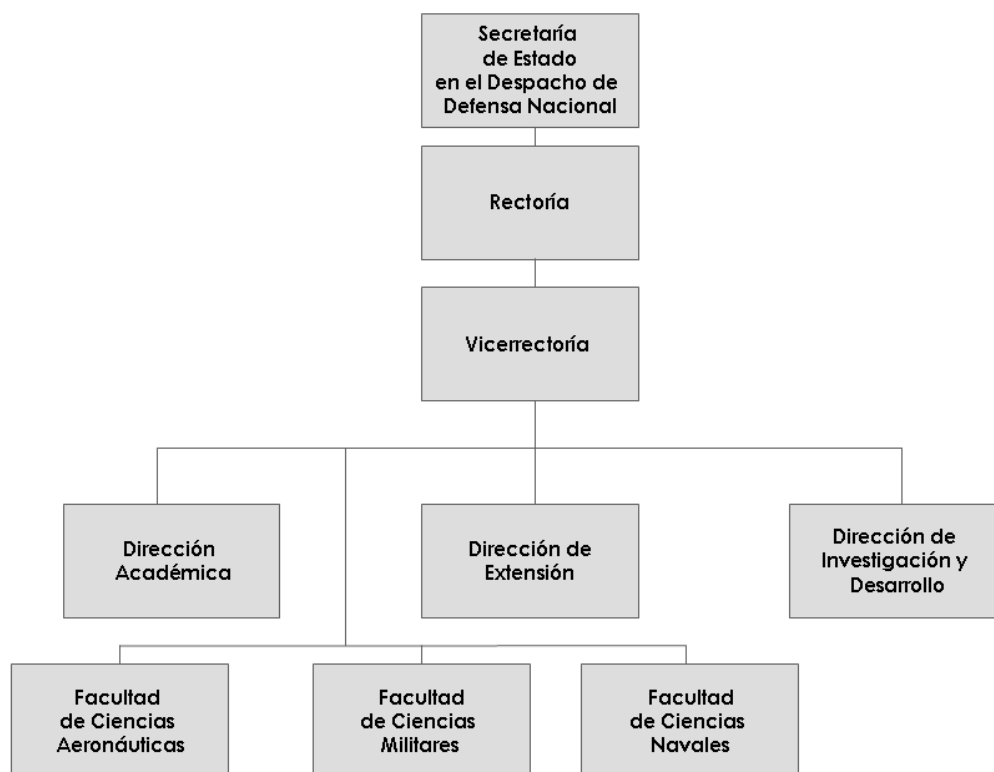 Secretaría
de Estado
en el Despacho de
Defensa Nacional
Rectoría
Vicerrectoría
Dirección
Académica
Dirección de
Extensión
Dirección de
Investigación y
Desarrollo
Facultad
de Ciencias
Aeronáuticas
Facultad
de Ciencias
Militares
Facultad
de Ciencias
Navales